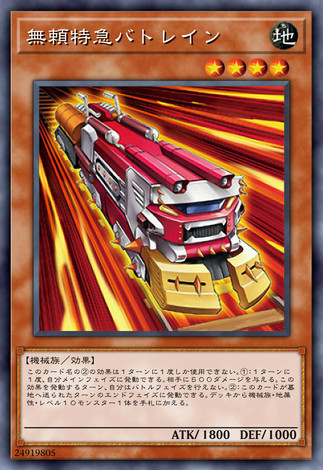 無頼特急バトレイン
地
【機械族／効果】
このカード名の②の効果は１ターンに１度しか使用できない。①：１ターンに
１度、自分メインフェイズに発動できる。相手に５００ダメージを与える。この
効果を発動するターン、自分はバトルフェイズを行えない。②：このカードが墓
地へ送られたターンのエンドフェイズに発動できる。デッキから機械族・地属
性・レベル１０モンスター１体を手札に加える。
ATK/ 1800 DEF/1000
24919805